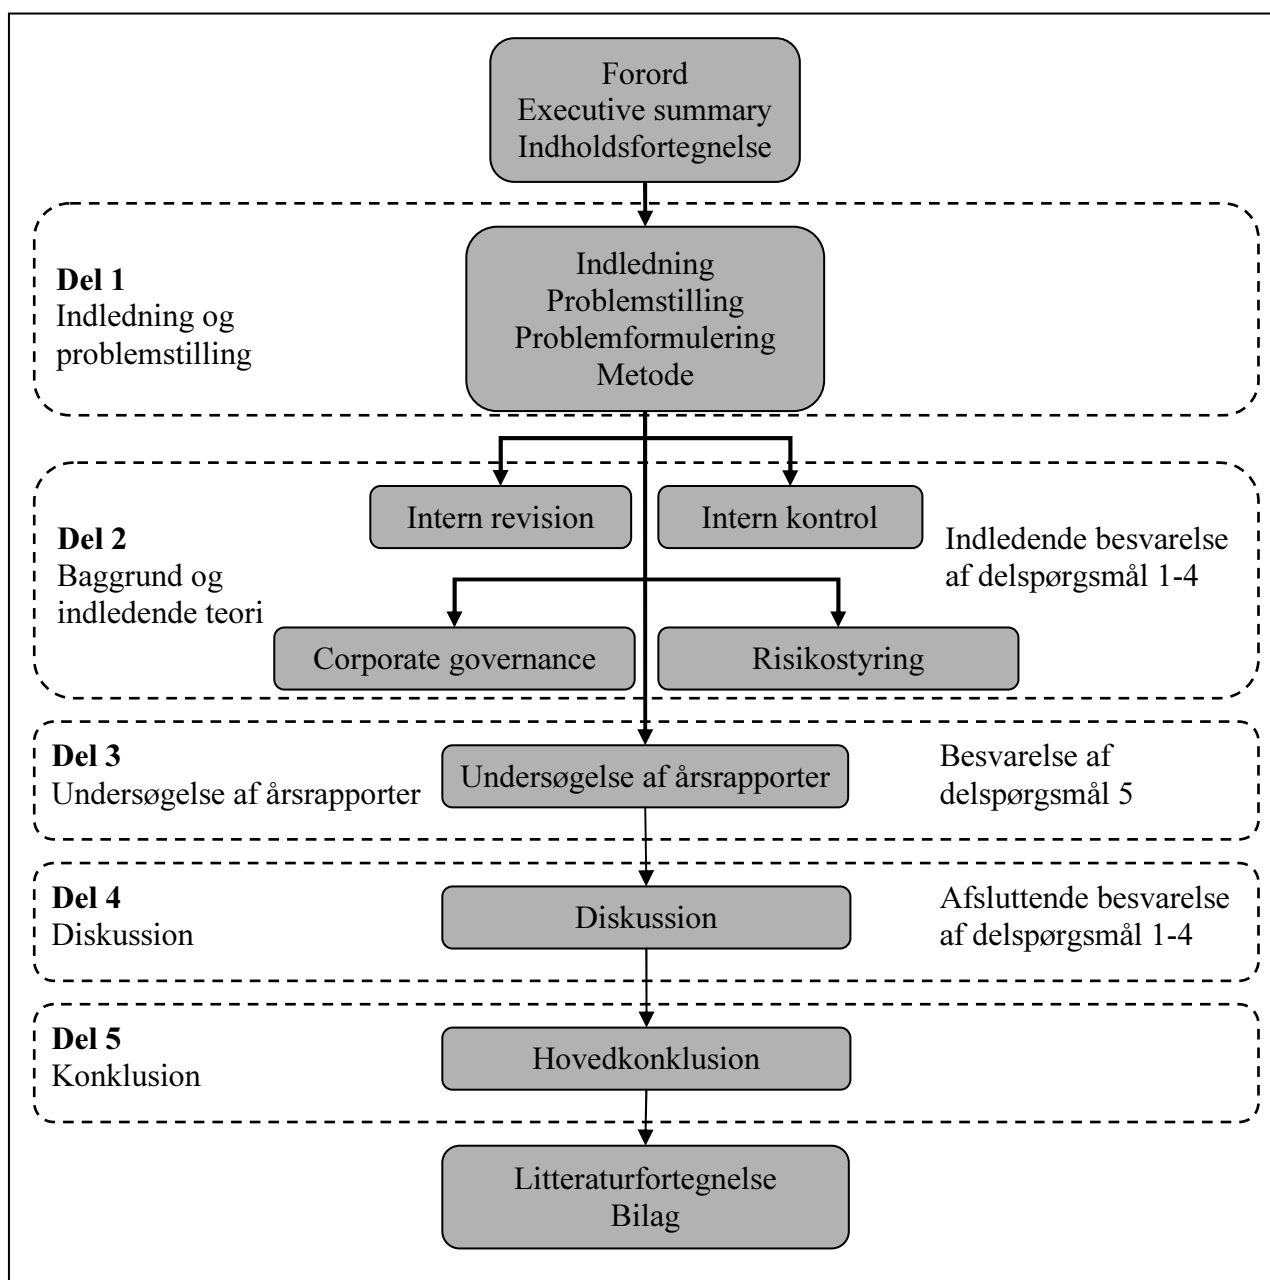 Forord
Executive summary
Indholdsfortegnelse
Del 1
Indledning og
problemstilling
Indledning
Problemstilling
Problemformulering
Metode
Del 2
Baggrund og
indledende teori
Intern revision
Intern kontrol
Corporate governance
Risikostyring
Indledende besvarelse
af delspørgsmål 1-4
Del 3
Undersøgelse af årsrapporter
Undersøgelse af årsrapporter
Besvarelse af
delspørgsmål 5
Del 4
Diskussion
Diskussion
Afsluttende besvarelse
af delspørgsmål 1-4
Del 5
Konklusion
Hovedkonklusion
Litteraturfortegnelse
Bilag